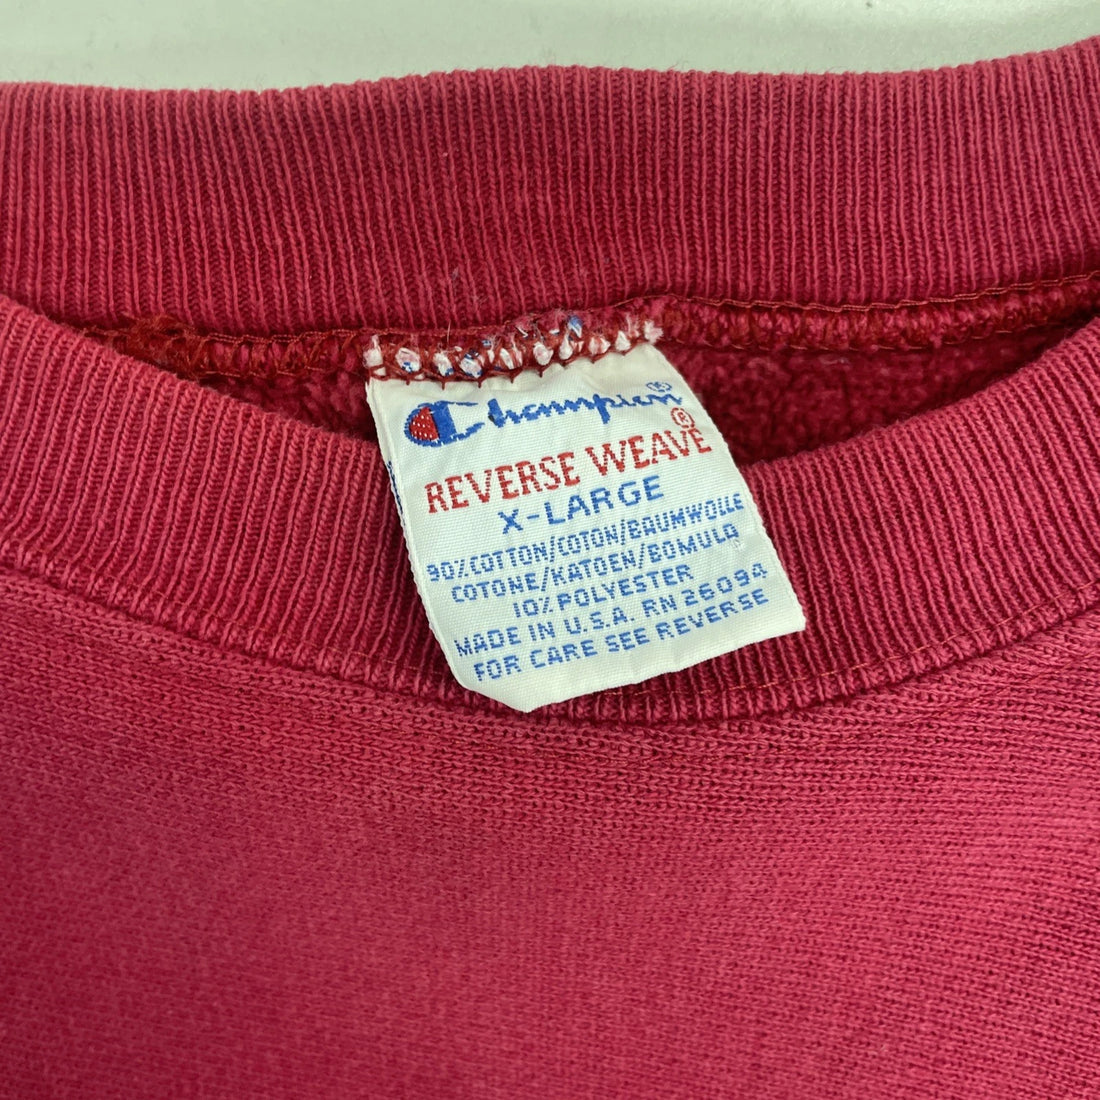 Champion®
REVERSE WEAVE®
X-LARGE
90% COTTON/COTON/BAUMWOLLE
COTONE/KATOEN/BOMULD
10% POLYESTER
MADE IN U.S.A. RN 26094
FOR CARE SEE REVERSE